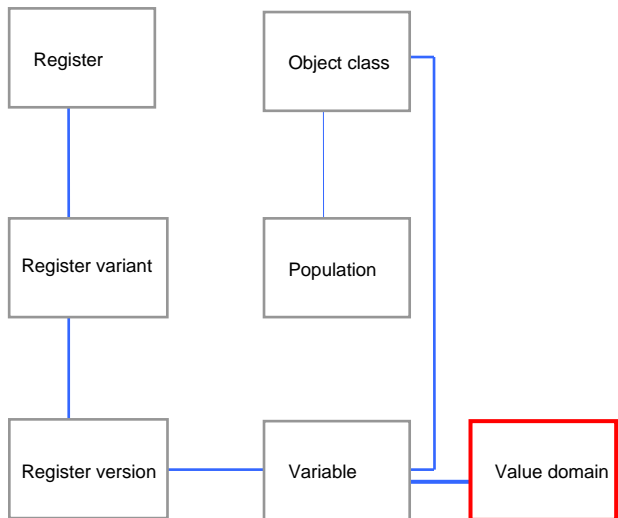 Register
Object class
Register variant
Population
Register version
Variable
Value domain